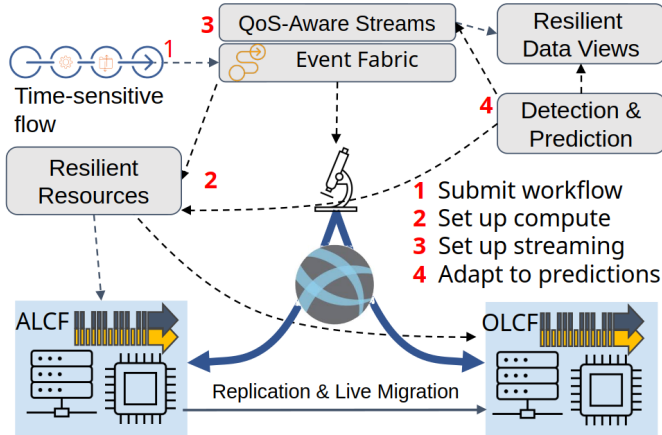 3
QoS-Aware Streams
Resilient
Data Views
1
Event Fabric
Time-sensitive
flow
4
Detection &
Prediction
Resilient
Resources
2
1 Submit workflow
2 Set up compute
3 Set up streaming
4 Adapt to predictions
ALCF
OLCF
Replication & Live Migration